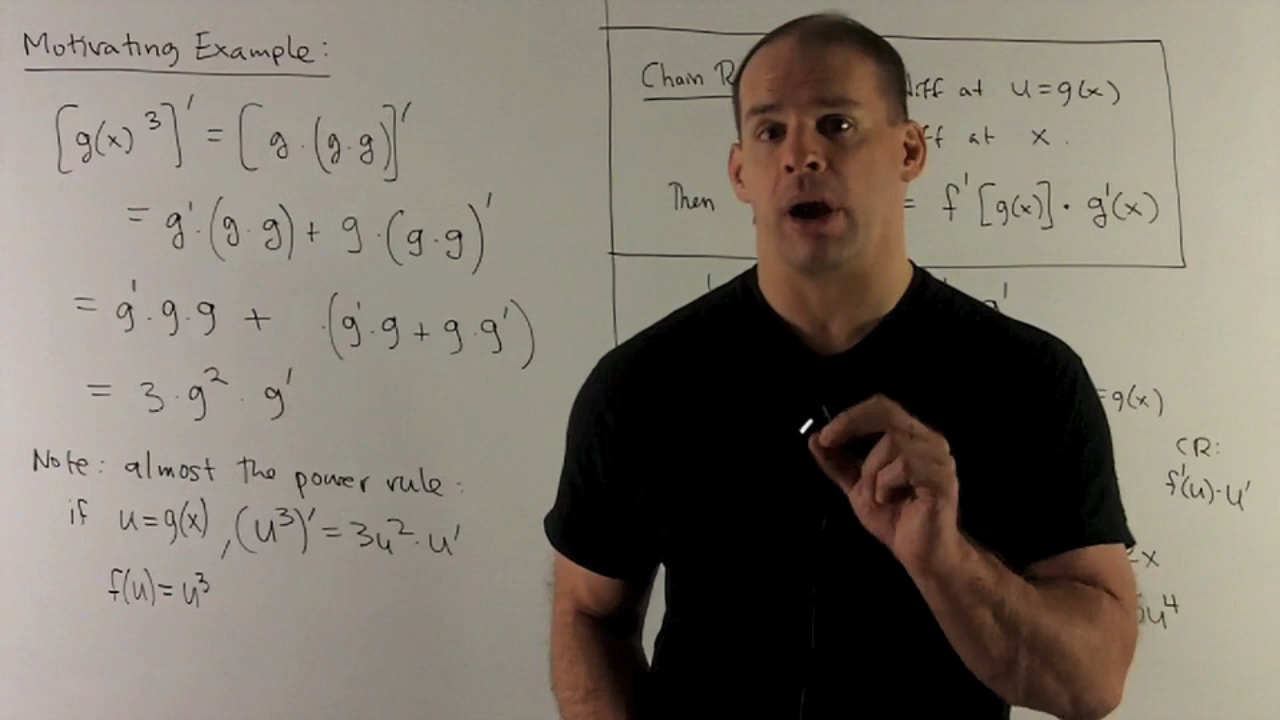 Motivating Example:
[g(x)³]' = [g·(g·g)]'
= g'·(g·g) + g·(g·g)'
= g'·g·g + ·(g'·g + g·g')
= 3·g²·g'
Note: almost the power rule:
if u=g(x), (u³)' = 3u²·u'
f(u)=u³
Chain R
diff at u=g(x)
ff at x.
Then = f'[g(x)]·g'(x)
=g(x)
CR:
f'(u)·u'
x
u⁴